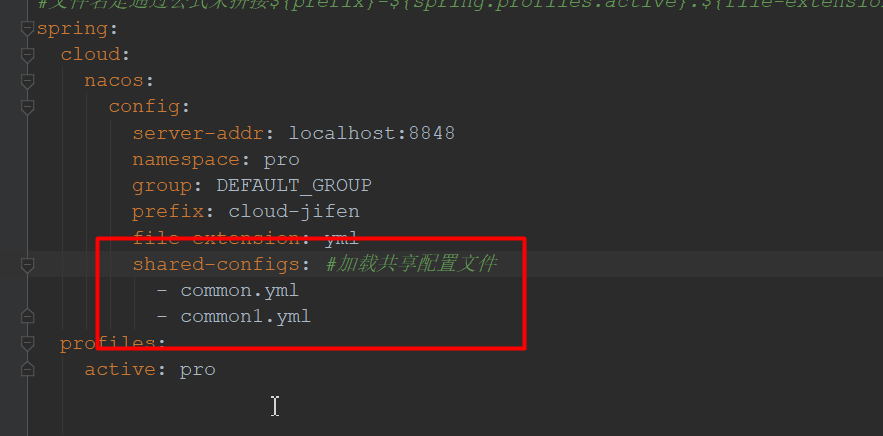 #文件名是通过公式来拼接${prefix}-${spring.profiles.active}.${file-extension
spring:
cloud:
nacos:
config:
server-addr: localhost:8848
namespace: pro
group: DEFAULT_GROUP
prefix: cloud-jifen
file-extension: yml
shared-configs: #加载共享配置文件
- common.yml
- common1.yml
profiles:
active: pro